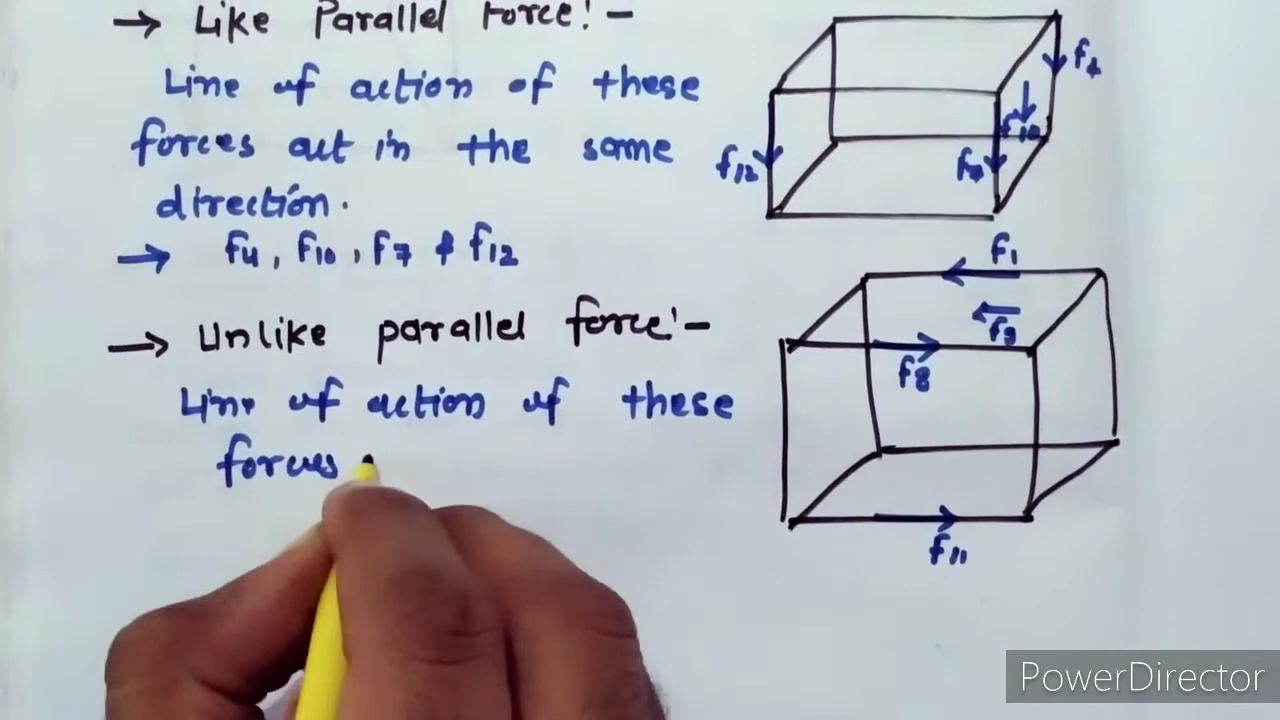 → Like Parallel Force:-
Line of action of these
forces act in the same
direction.
→ F4, F10, F7 & F12
→ Unlike parallel force:-
Line of action of these
forces
F4
F10
F12
F7
F1
F9
F8
F11
PowerDirector